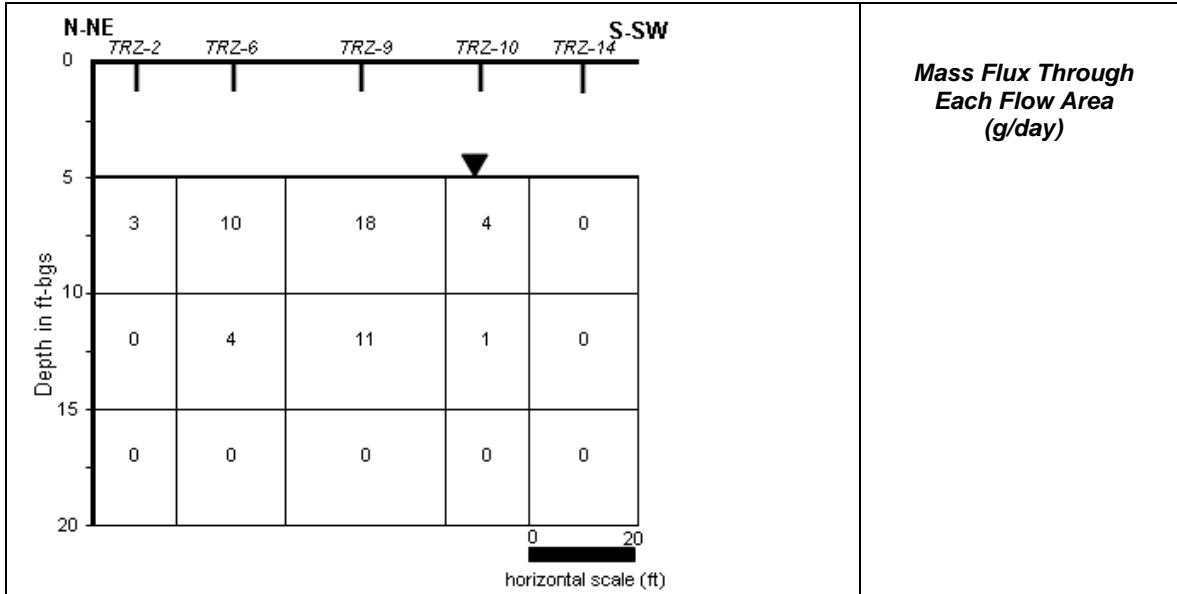 N-NE S-SW
TRZ-2 TRZ-6 TRZ-9 TRZ-10 TRZ-14
0
5
3 10 18 4 0
10
0 4 11 1 0
15
0 0 0 0 0
20
Depth in ft-bgs
0 20
horizontal scale (ft)
Mass Flux Through
Each Flow Area
(g/day)